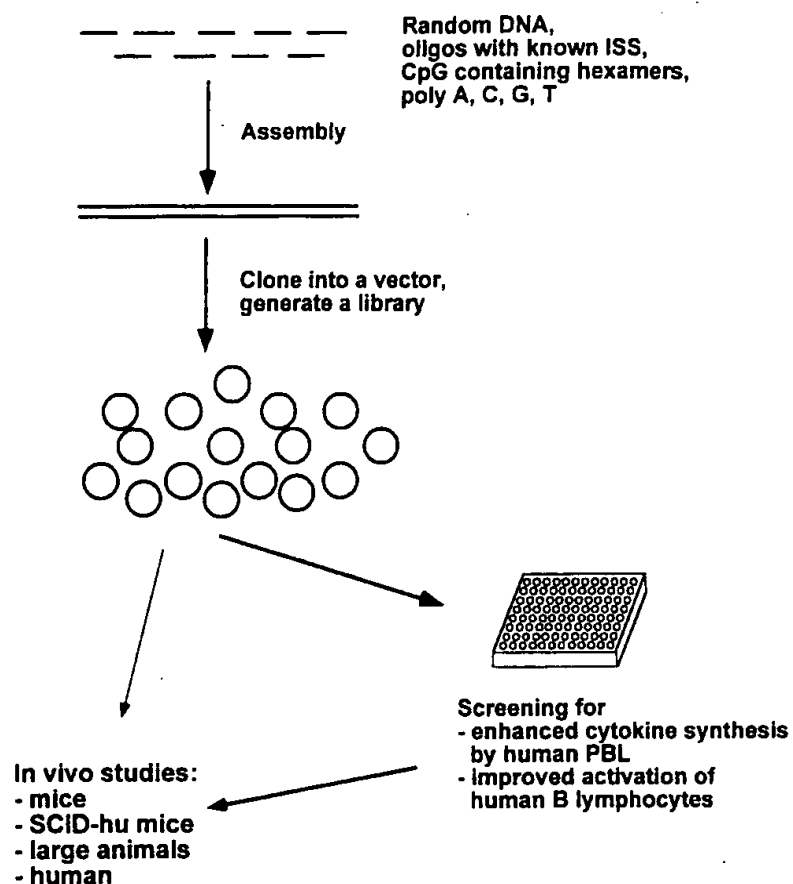 Random DNA,
oligos with known ISS,
CpG containing hexamers,
poly A, C, G, T
Assembly
Clone into a vector,
generate a library
Screening for
- enhanced cytokine synthesis
by human PBL
- improved activation of
human B lymphocytes
In vivo studies:
- mice
- SCID-hu mice
- large animals
- human